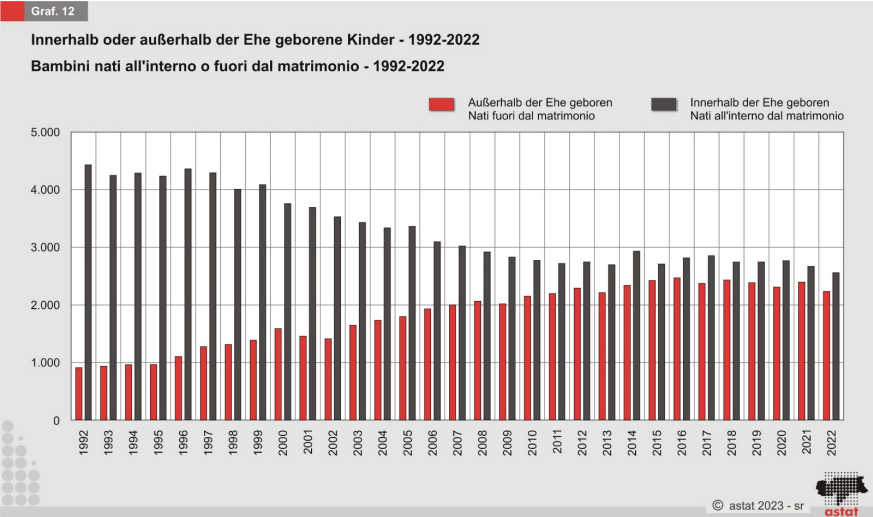 Graf. 12
Innerhalb oder außerhalb der Ehe geborene Kinder - 1992-2022
Bambini nati all'interno o fuori dal matrimonio - 1992-2022
Außerhalb der Ehe geboren
Nati fuori dal matrimonio
Innerhalb der Ehe geboren
Nati all'interno dal matrimonio
5.000
4.000
3.000
2.000
1.000
0
1992 1993 1994 1995 1996 1997 1998 1999 2000 2001 2002 2003 2004 2005 2006 2007 2008 2009 2010 2011 2012 2013 2014 2015 2016 2017 2018 2019 2020 2021 2022
© astat 2023 - sr
astat